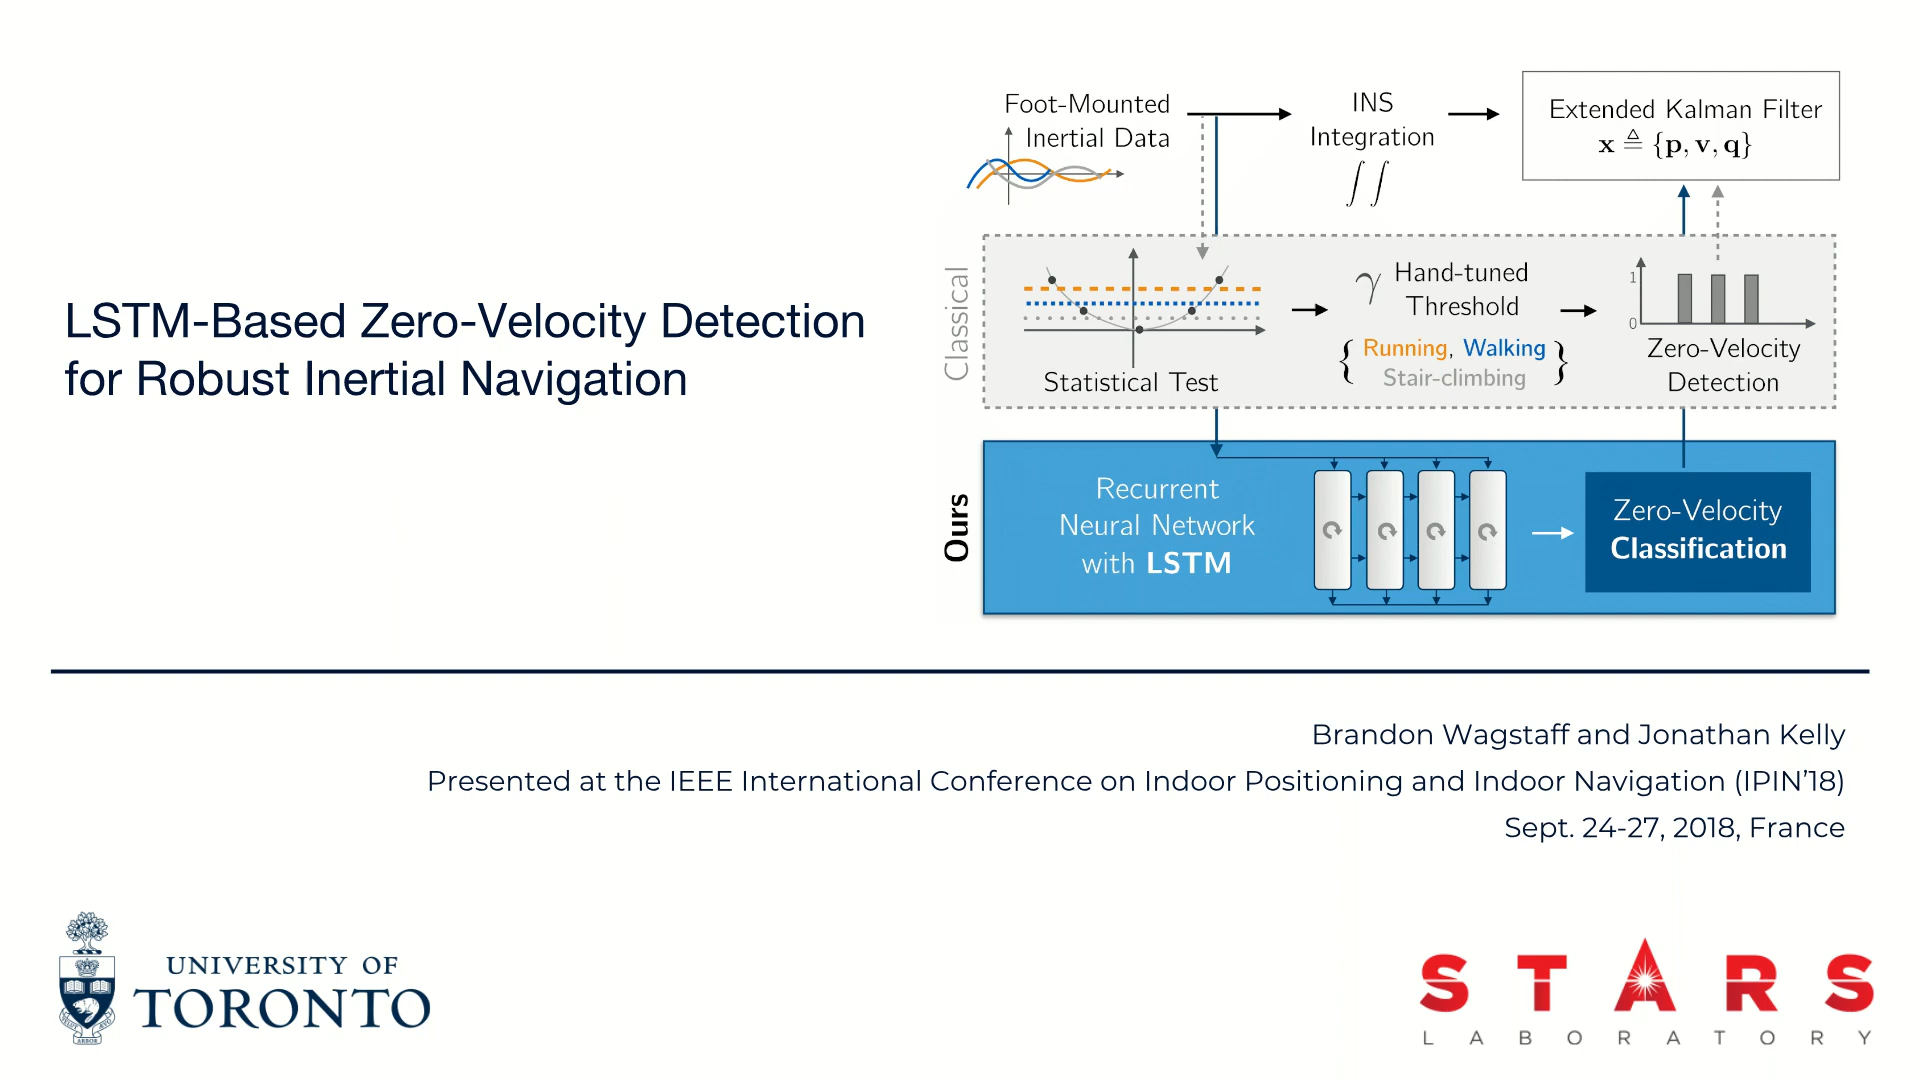 LSTM-Based Zero-Velocity Detection
for Robust Inertial Navigation
Foot-Mounted
Inertial Data
INS
Integration
∫∫
Extended Kalman Filter
x ≜ {p, v, q}
Classical
Statistical Test
γ Hand-tuned
Threshold
{ Running, Walking
Stair-climbing }
1
0
Zero-Velocity
Detection
Ours
Recurrent
Neural Network
with LSTM
Zero-Velocity
Classification
Brandon Wagstaff and Jonathan Kelly
Presented at the IEEE International Conference on Indoor Positioning and Indoor Navigation (IPIN'18)
Sept. 24-27, 2018, France
UNIVERSITY OF
TORONTO
STARS
LABORATORY